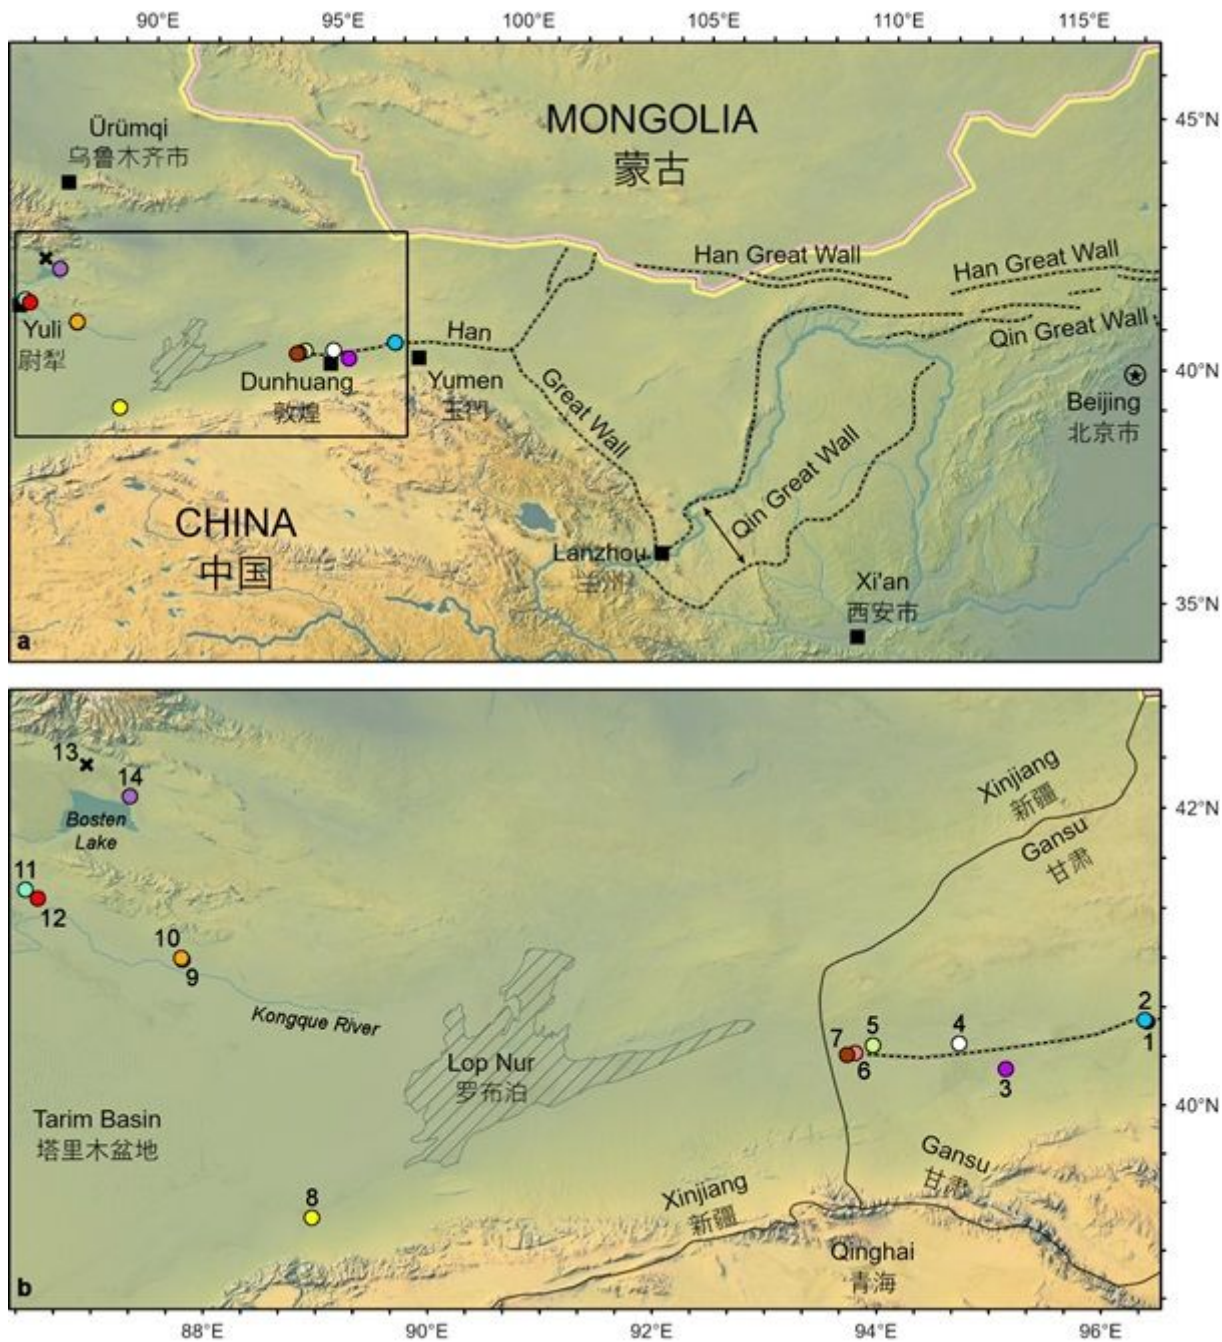 90°E 95°E 100°E 105°E 110°E 115°E
MONGOLIA
蒙古
45°N
Ürümqi
乌鲁木齐市
Han Great Wall
Han Great Wall
Yuli
尉犁
Han
Qin Great Wall
Dunhuang
敦煌
Yumen
玉門
40°N
Great Wall
Beijing
北京市
Qin Great Wall
CHINA
中国
Lanzhou
兰州
Xi'an
西安市
35°N
a
13
14
Bosten
Lake
Xinjiang
新疆
42°N
Gansu
甘肃
11
12
10
9
Kongque River
2
7 5 4
1
6
3
Lop Nur
罗布泊
40°N
Tarim Basin
塔里木盆地
Gansu
甘肃
8
Xinjiang
新疆
Qinghai
青海
b
88°E 90°E 92°E 94°E 96°E